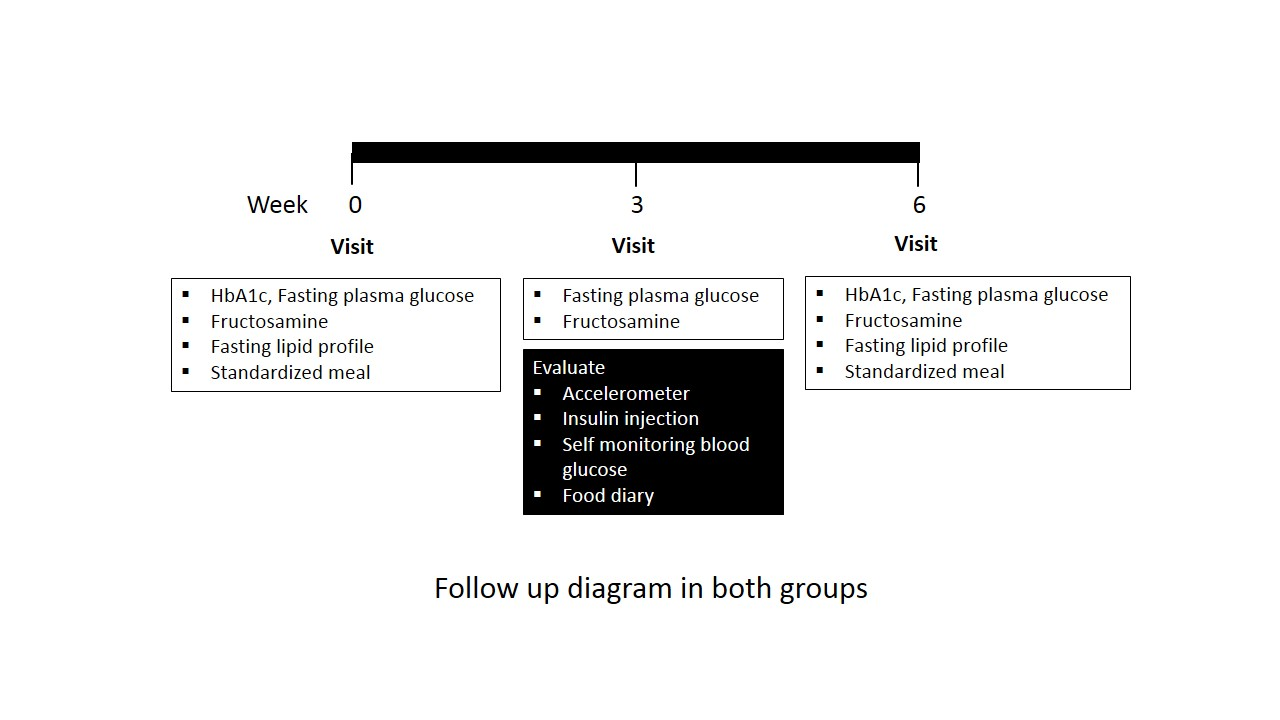 Week 0 3 6
Visit Visit Visit
▪ HbA1c, Fasting plasma glucose
▪ Fructosamine
▪ Fasting lipid profile
▪ Standardized meal
▪ Fasting plasma glucose
▪ Fructosamine
Evaluate
▪ Accelerometer
▪ Insulin injection
▪ Self monitoring blood
glucose
▪ Food diary
▪ HbA1c, Fasting plasma glucose
▪ Fructosamine
▪ Fasting lipid profile
▪ Standardized meal
Follow up diagram in both groups